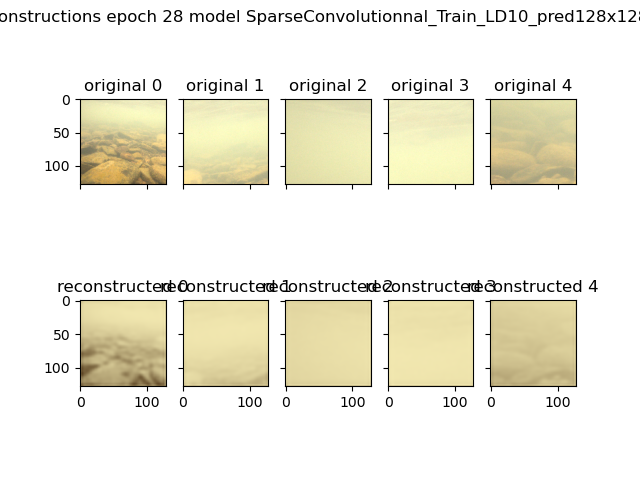 onstructions epoch 28 model SparseConvolutionnal_Train_LD10_pred128x128
original 0 original 1 original 2 original 3 original 4
0
50
100
reconstructed 0 reconstructed 1 reconstructed 2 reconstructed 3 reconstructed 4
0
50
100
0 100 0 100 0 100 0 100 0 100